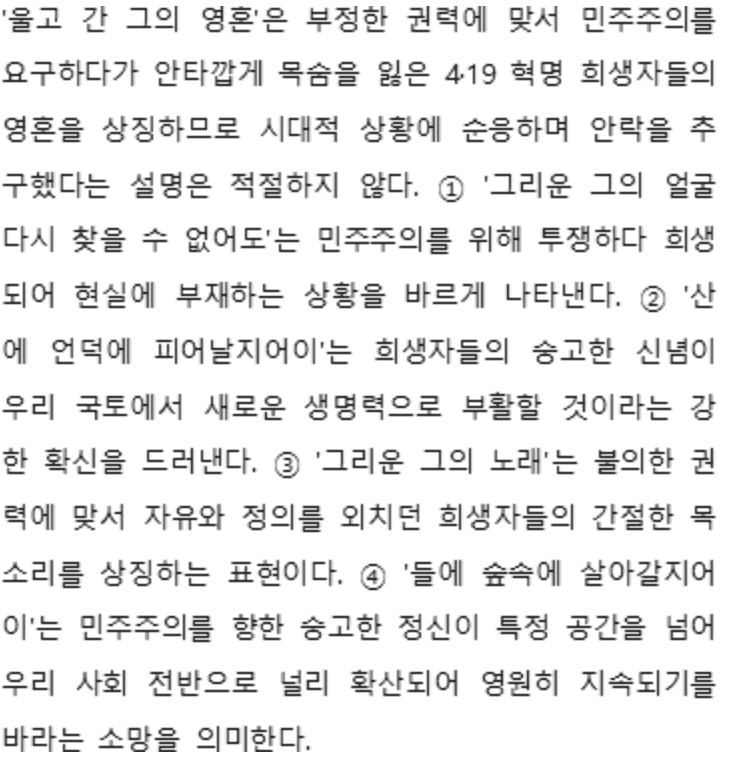 '울고 간 그의 영혼'은 부정한 권력에 맞서 민주주의를
요구하다가 안타깝게 목숨을 잃은 4·19 혁명 희생자들의
영혼을 상징하므로 시대적 상황에 순응하며 안락을 추
구했다는 설명은 적절하지 않다. ① '그리운 그의 얼굴
다시 찾을 수 없어도'는 민주주의를 위해 투쟁하다 희생
되어 현실에 부재하는 상황을 바르게 나타낸다. ② '산
에 언덕에 피어날지어이'는 희생자들의 숭고한 신념이
우리 국토에서 새로운 생명력으로 부활할 것이라는 강
한 확신을 드러낸다. ③ '그리운 그의 노래'는 불의한 권
력에 맞서 자유와 정의를 외치던 희생자들의 간절한 목
소리를 상징하는 표현이다. ④ '들에 숲속에 살아갈지어
이'는 민주주의를 향한 숭고한 정신이 특정 공간을 넘어
우리 사회 전반으로 널리 확산되어 영원히 지속되기를
바라는 소망을 의미한다.